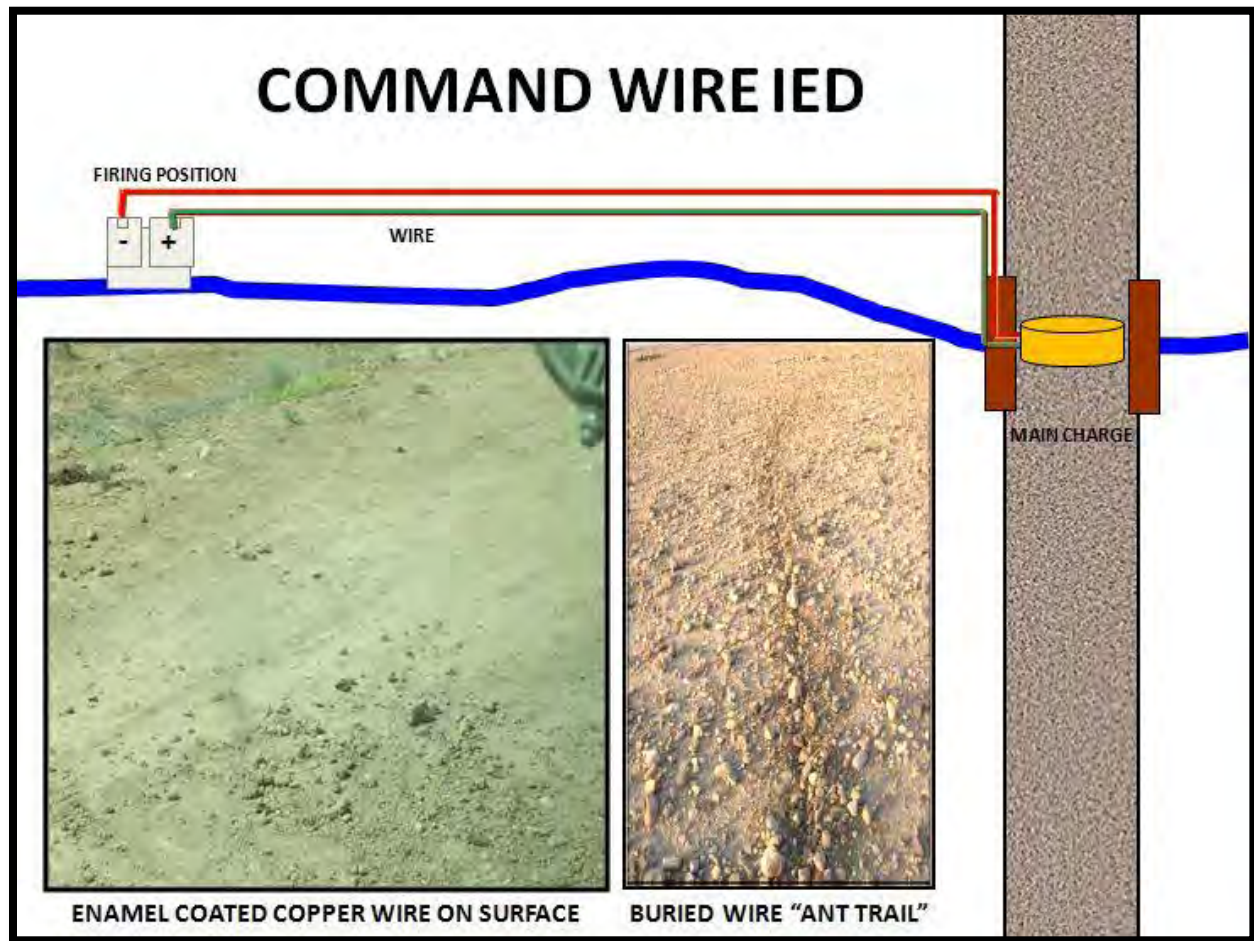 COMMAND WIRE IED
FIRING POSITION
- +
WIRE
MAIN CHARGE
ENAMEL COATED COPPER WIRE ON SURFACE
BURIED WIRE “ANT TRAIL”